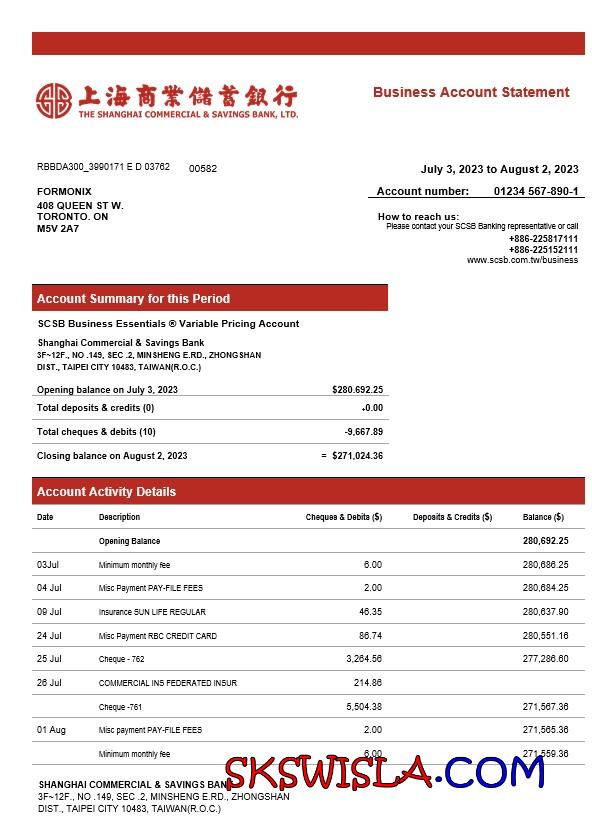 上海商業儲蓄銀行
THE SHANGHAI COMMERCIAL & SAVINGS BANK, LTD.
Business Account Statement
RBBDA300_3990171 E D 03762 00582
July 3, 2023 to August 2, 2023
FORMONIX
408 QUEEN ST W.
TORONTO. ON
M5V 2A7
Account number: 01234 567-890-1
How to reach us:
Please contact your SCSB Banking representative or call
+886-225817111
+886-225152111
www.scsb.com.tw/business
Account Summary for this Period
SCSB Business Essentials ® Variable Pricing Account
Shanghai Commercial & Savings Bank
3F~12F., NO .149, SEC .2, MINSHENG E.RD., ZHONGSHAN
DIST., TAIPEI CITY 10483, TAIWAN(R.O.C.)
Opening balance on July 3, 2023 $280.692.25
Total deposits & credits (0) +0.00
Total cheques & debits (10) -9,667.89
Closing balance on August 2, 2023 = $271,024.36
Account Activity Details
Date Description Cheques & Debits ($) Deposits & Credits ($) Balance ($)
Opening Balance 280,692.25
03Jul Minimum monthly fee 6.00 280,686.25
04 Jul Misc Payment PAY-FILE FEES 2.00 280,684.25
09 Jul Insurance SUN LIFE REGULAR 46.35 280,637.90
24 Jul Misc Payment RBC CREDIT CARD 86.74 280,551.16
25 Jul Cheque - 762 3,264.56 277,286.60
26 Jul COMMERCIAL INS FEDERATED INSUR 214.86
Cheque -761 5,504.38 271,567.36
01 Aug Misc payment PAY-FILE FEES 2.00 271,565.36
Minimum monthly fee 6.00 271,559.36
SKSWISLA.COM
SHANGHAI COMMERCIAL & SAVINGS BANK
3F~12F., NO .149, SEC .2, MINSHENG E.RD., ZHONGSHAN
DIST., TAIPEI CITY 10483, TAIWAN(R.O.C.)